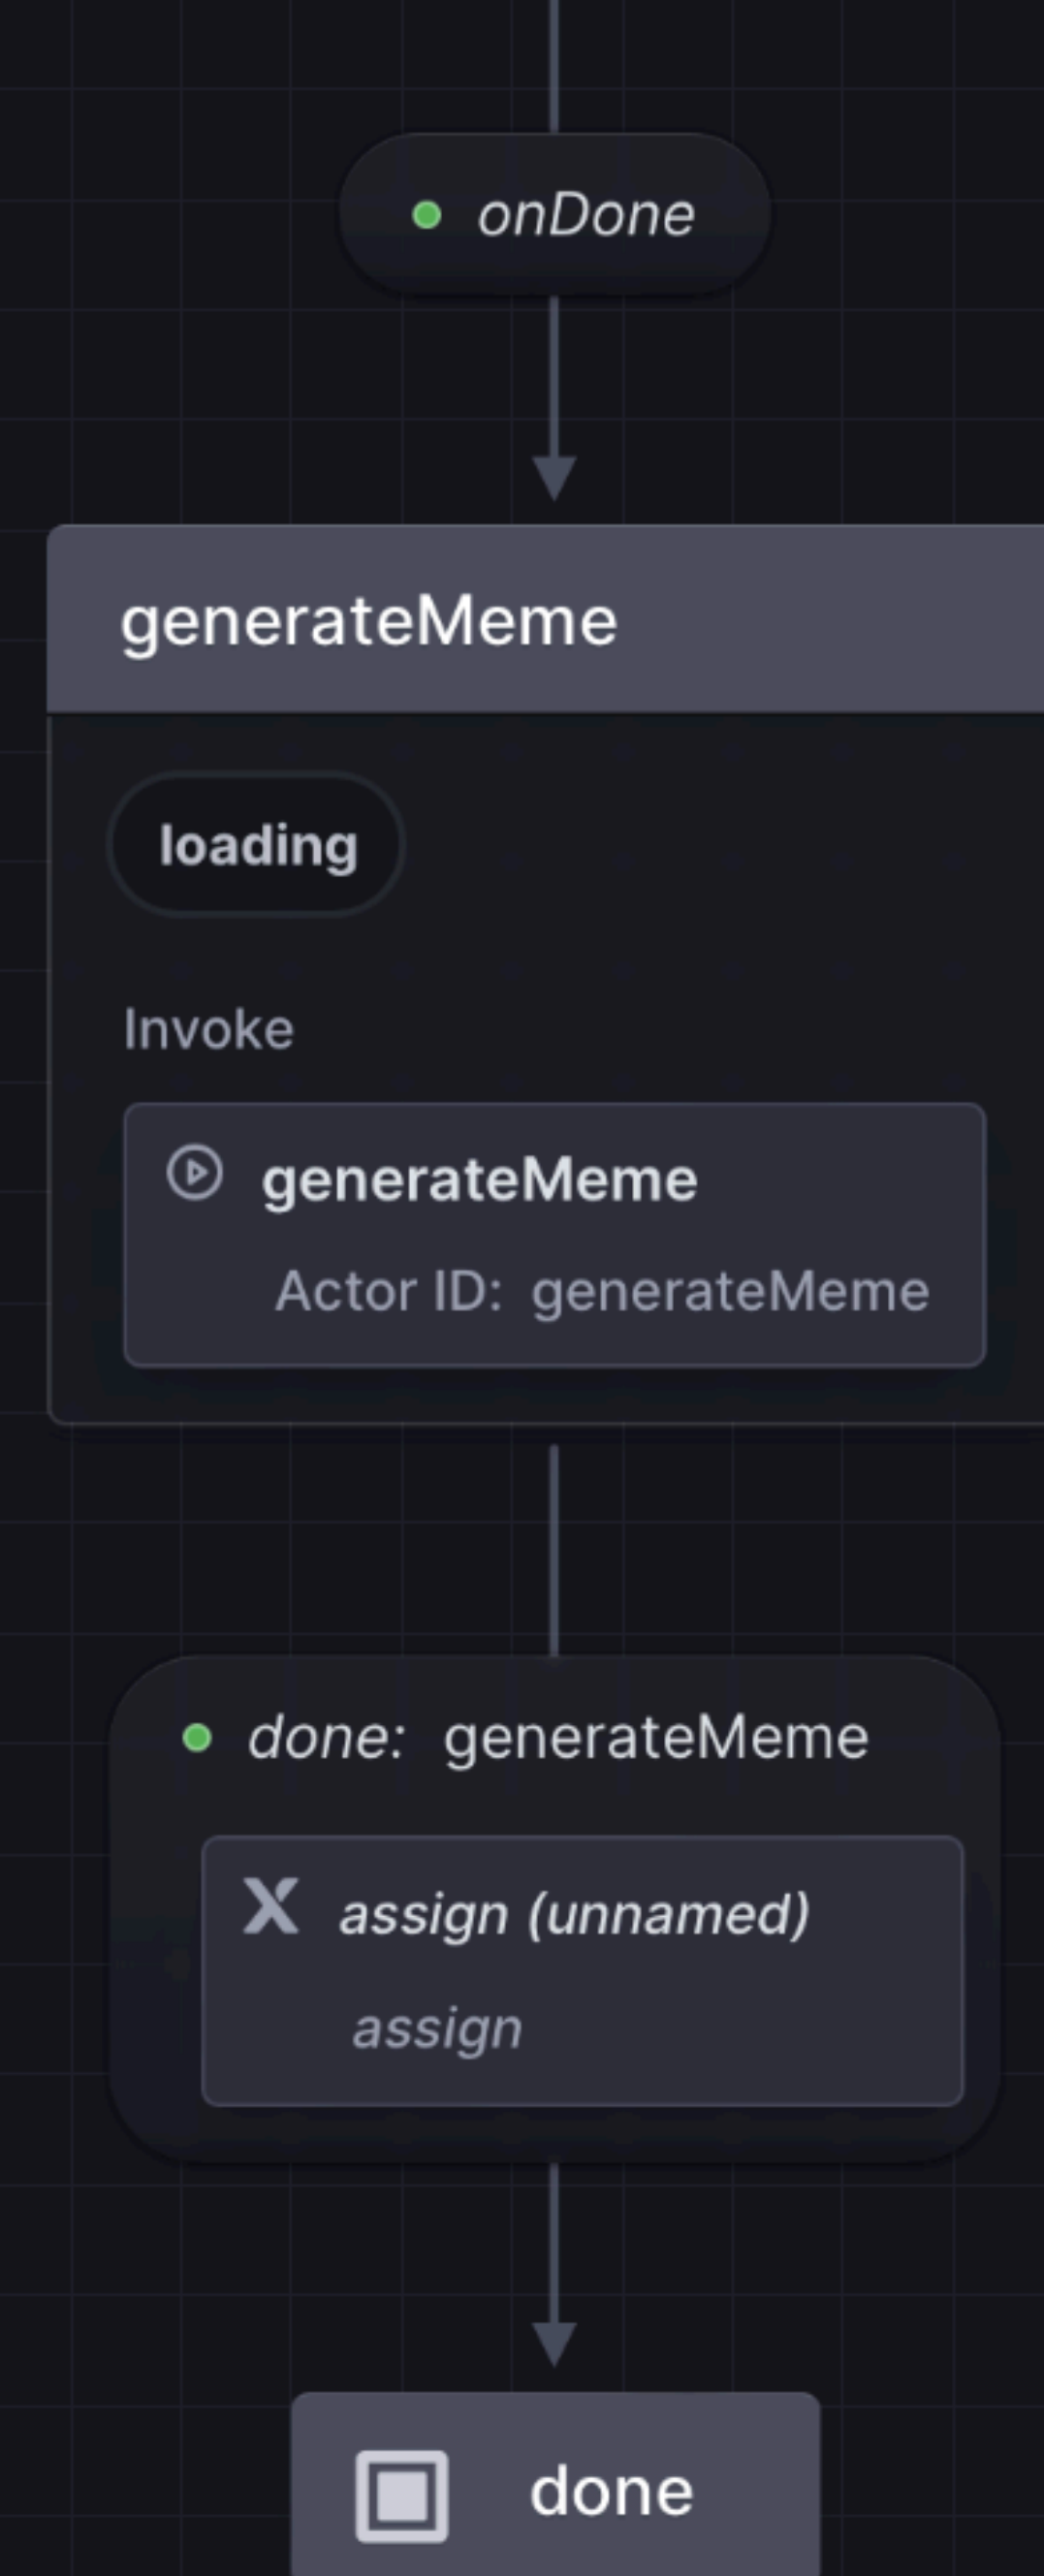 onDone
generateMeme
loading
Invoke
generateMeme
Actor ID: generateMeme
done: generateMeme
assign (unnamed)
assign
done